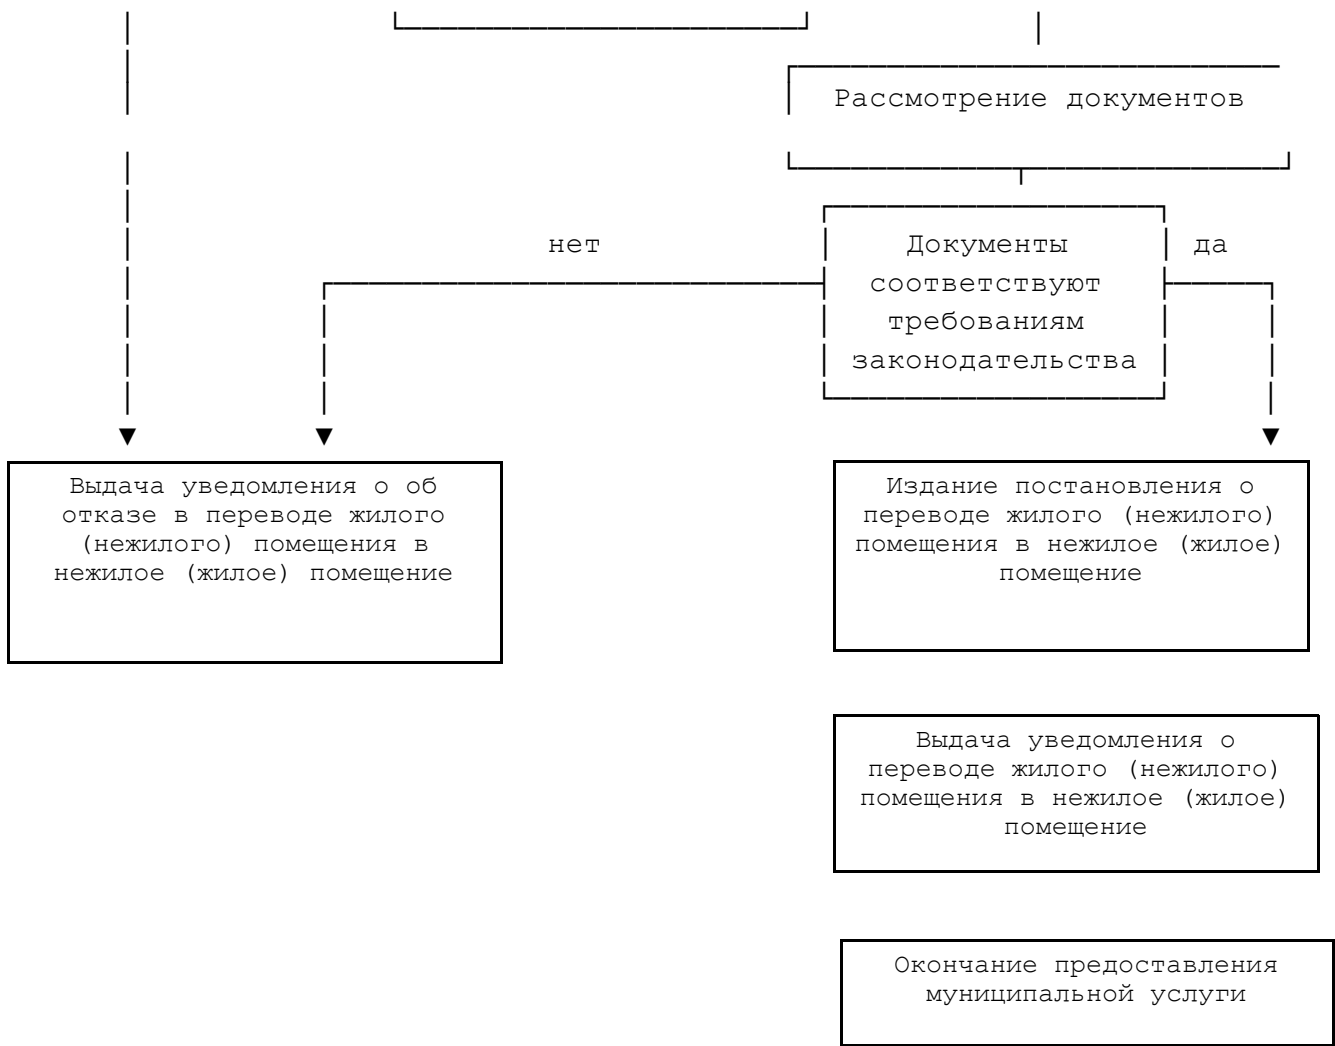 Рассмотрение документов
нет
Документы
да
соответствуют
требованиям
законодательства
Выдача уведомления о об
отказе в переводе жилого
(нежилого) помещения в
нежилое (жилое) помещение
Издание постановления о
переводе жилого (нежилого)
помещения в нежилое (жилое)
помещение
Выдача уведомления о
переводе жилого (нежилого)
помещения в нежилое (жилое)
помещение
Окончание предоставления
муниципальной услуги